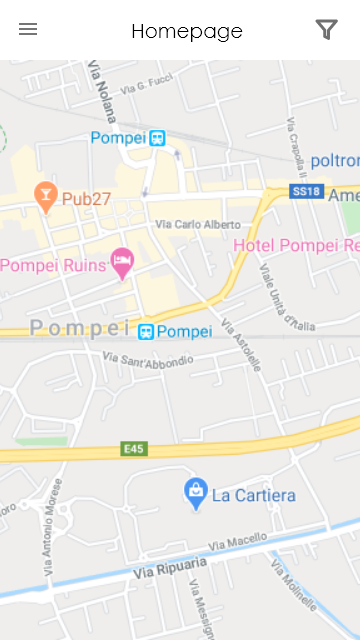 Homepage
Via Nolana
Via G. Fucci
Via Crapolla II
Pompei
poltron
Pub27
SS18
Ame
Via Carlo Alberto
Hotel Pompei Re
Pompei Ruins
Viale Unità d'Italia
Pompei
Pompei
Via Astolelle
Via Sant'Abbondio
E45
La Cartiera
oro
Via Antonio Morese
Via Macello
Via Ripuaria
Via Molinelle
Via Messigno